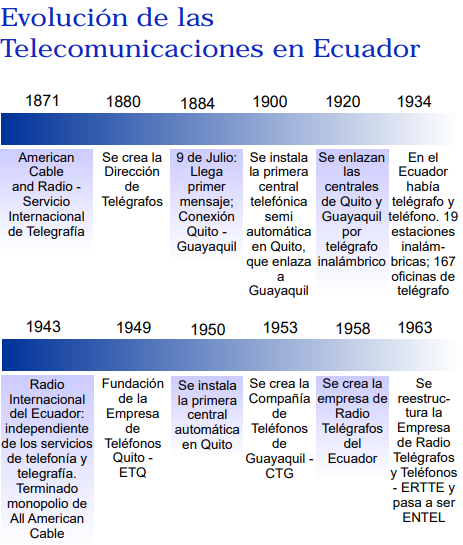 Evolución de las
Telecomunicaciones en Ecuador
1871
1880
1884
1900
1920
1934
American
Cable
and Radio -
Servicio
Internacional
de Telegrafía
Se crea la
Dirección
de
Telégrafos
9 de Julio:
Llega
primer
mensaje;
Conexión
Quito -
Guayaquil
Se instala
la primera
central
telefónica
semi
automática
en Quito,
que enlaza
a
Guayaquil
Se enlazan
las
centrales
de Quito y
Guayaquil
por
telégrafo
inalámbrico
En el
Ecuador
había
telégrafo y
teléfono. 19
estaciones
inalám-
bricas; 167
oficinas de
telégrafo
1943
1949
1950
1953
1958
1963
Radio
Internacional
del Ecuador:
independiente
de los servicios
de telefonía y
telegrafía.
Terminado
monopolio de
All American
Cable
Fundación
de la
Empresa
de
Teléfonos
Quito -
ETQ
Se instala
la primera
central
automática
en Quito
Se crea la
Compañía
de
Teléfonos
de
Guayaquil -
CTG
Se crea la
empresa de
Radio
Telégrafos
del
Ecuador
Se
reestruc-
tura la
Empresa
de Radio
Telégrafos
y Teléfonos
- ERTTE y
pasa a ser
ENTEL